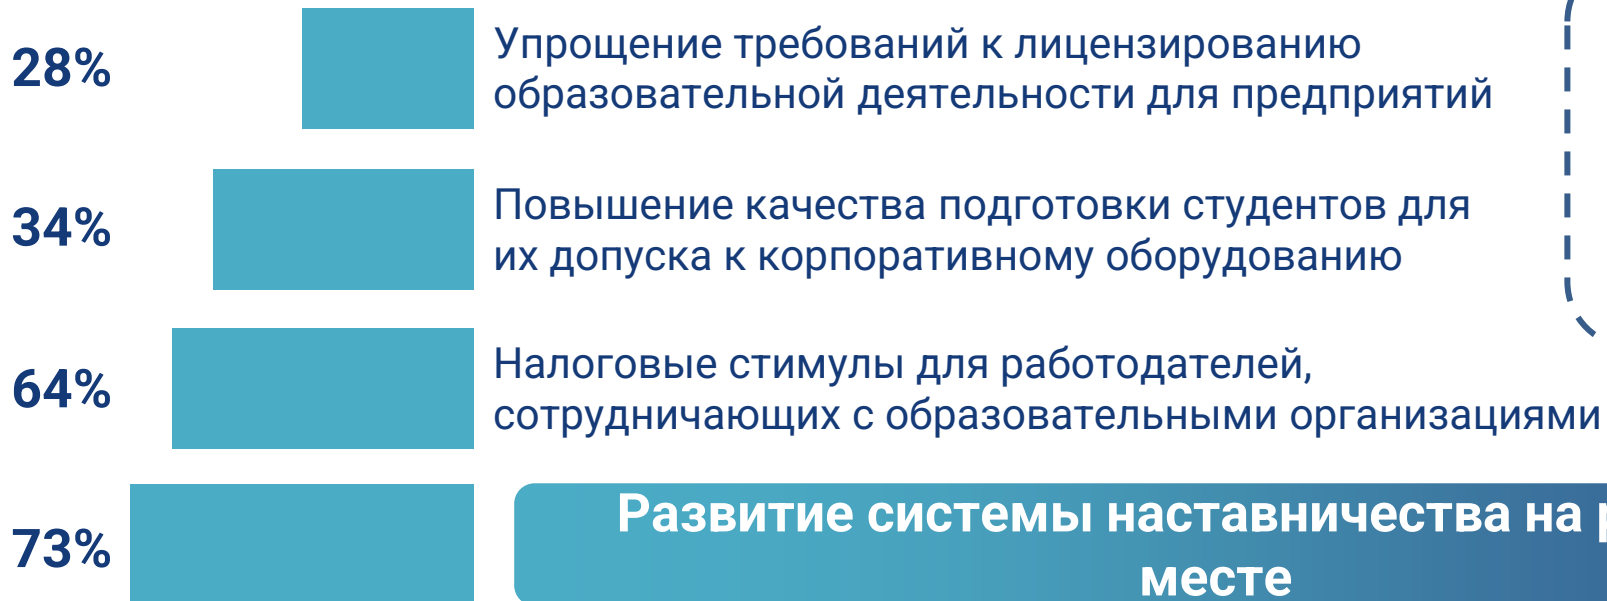 28%
Упрощение требований к лицензированию
образовательной деятельности для предприятий
34%
Повышение качества подготовки студентов для
их допуска к корпоративному оборудованию
64%
Налоговые стимулы для работодателей,
сотрудничающих с образовательными организациями
73%
Развитие системы наставничества на
месте